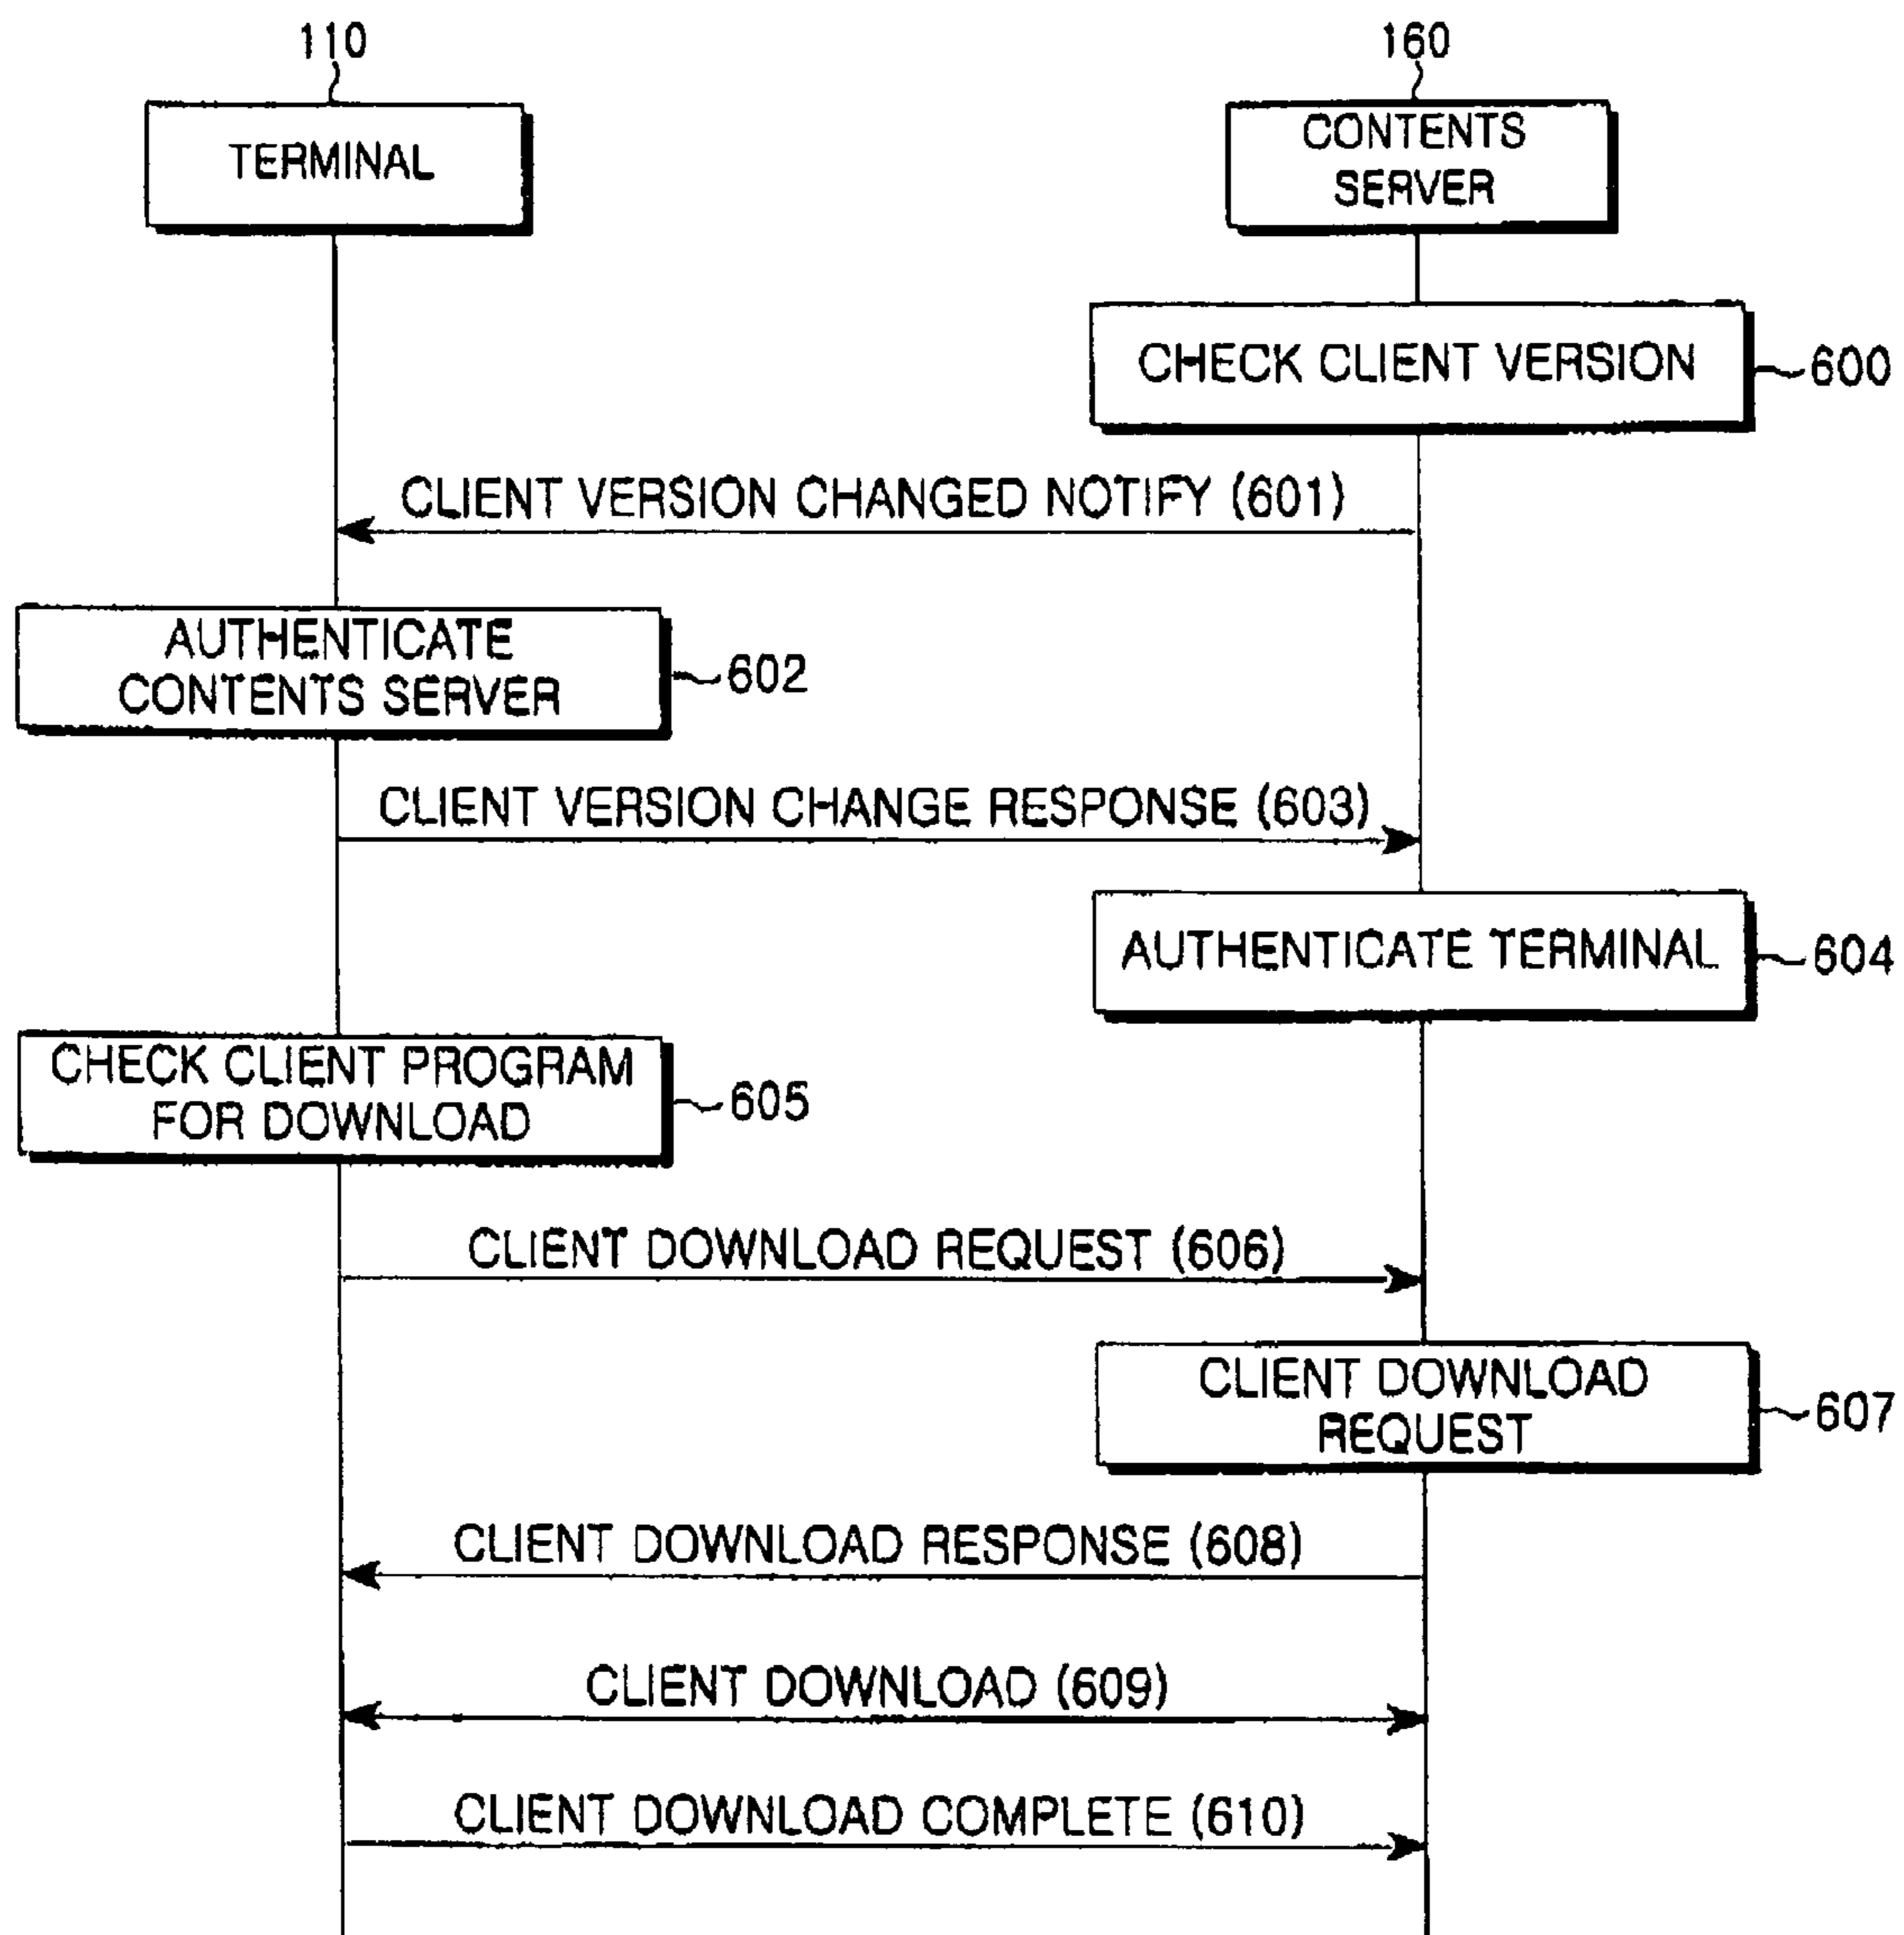 110
160
TERMINAL
CONTENTS
SERVER
CHECK CLIENT VERSION
600
CLIENT VERSION CHANGED NOTIFY (601)
AUTHENTICATE
CONTENTS SERVER
602
CLIENT VERSION CHANGE RESPONSE (603)
AUTHENTICATE TERMINAL
604
CHECK CLIENT PROGRAM
FOR DOWNLOAD
605
CLIENT DOWNLOAD REQUEST (606)
CLIENT DOWNLOAD
REQUEST
607
CLIENT DOWNLOAD RESPONSE (608)
CLIENT DOWNLOAD (609)
CLIENT DOWNLOAD COMPLETE (610)